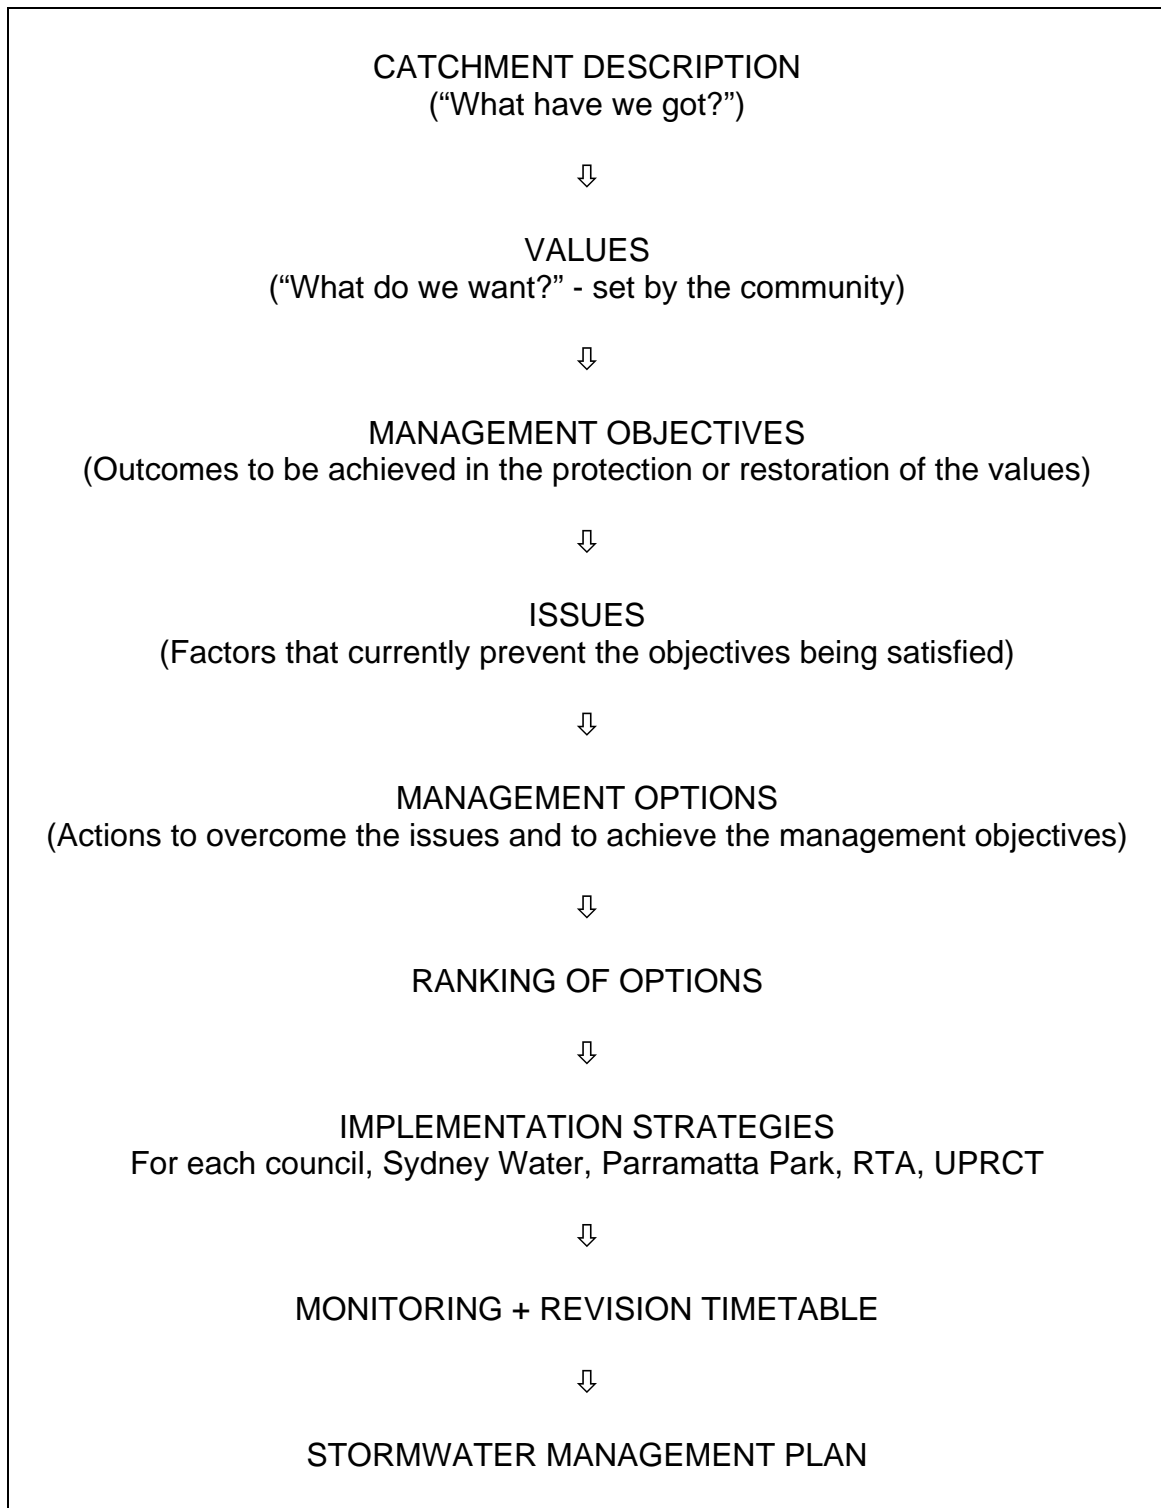 CATCHMENT DESCRIPTION
(“What have we got?”)
⇩
VALUES
(“What do we want?” - set by the community)
⇩
MANAGEMENT OBJECTIVES
(Outcomes to be achieved in the protection or restoration of the values)
⇩
ISSUES
(Factors that currently prevent the objectives being satisfied)
⇩
MANAGEMENT OPTIONS
(Actions to overcome the issues and to achieve the management objectives)
⇩
RANKING OF OPTIONS
⇩
IMPLEMENTATION STRATEGIES
For each council, Sydney Water, Parramatta Park, RTA, UPRCT
⇩
MONITORING + REVISION TIMETABLE
⇩
STORMWATER MANAGEMENT PLAN